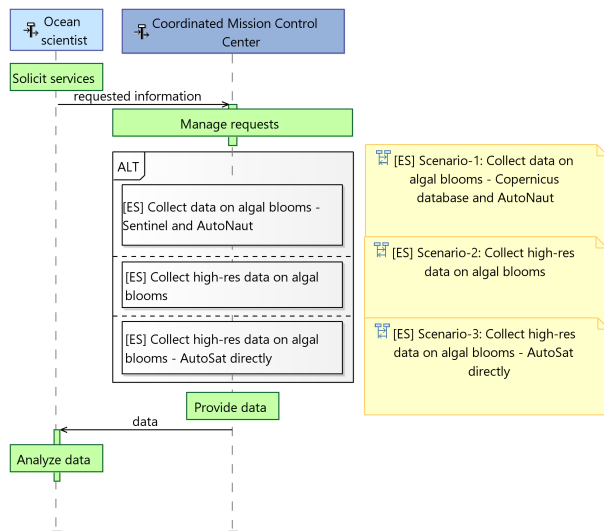 Ocean
scientist
Coordinated Mission Control
Center
Solicit services
requested information
Manage requests
ALT
[ES] Collect data on algal blooms -
Sentinel and AutoNaut
[ES] Collect high-res data on algal
blooms
[ES] Collect high-res data on algal
blooms - AutoSat directly
[ES] Scenario-1: Collect data on
algal blooms - Copernicus
database and AutoNaut
[ES] Scenario-2: Collect high-res
data on algal blooms
[ES] Scenario-3: Collect high-res
data on algal blooms - AutoSat
directly
Provide data
data
Analyze data